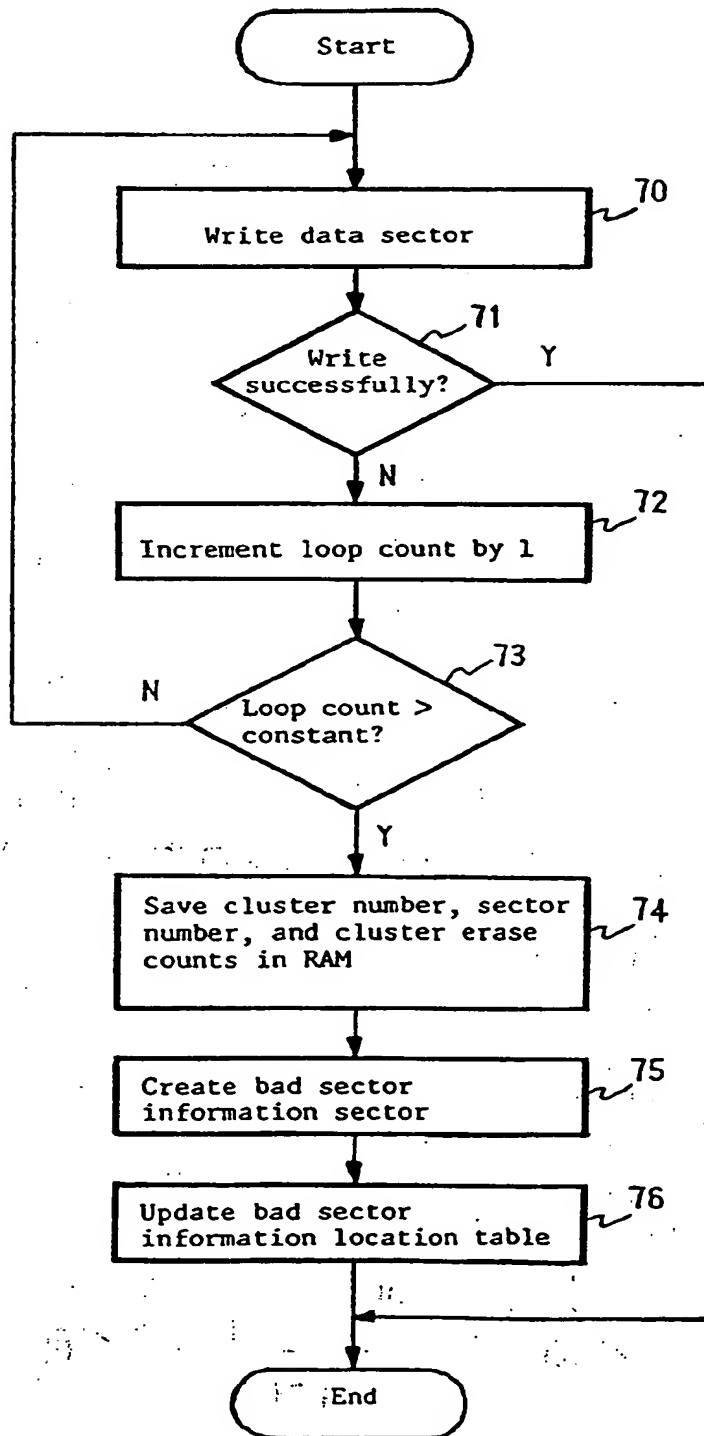 Start
70
Write data sector
71
Write
successfully?
Y
N
72
Increment loop count by 1
73
N
Loop count >
constant?
Y
74
Save cluster number, sector
number, and cluster erase
counts in RAM
75
Create bad sector
information sector
76
Update bad sector
information location table
End